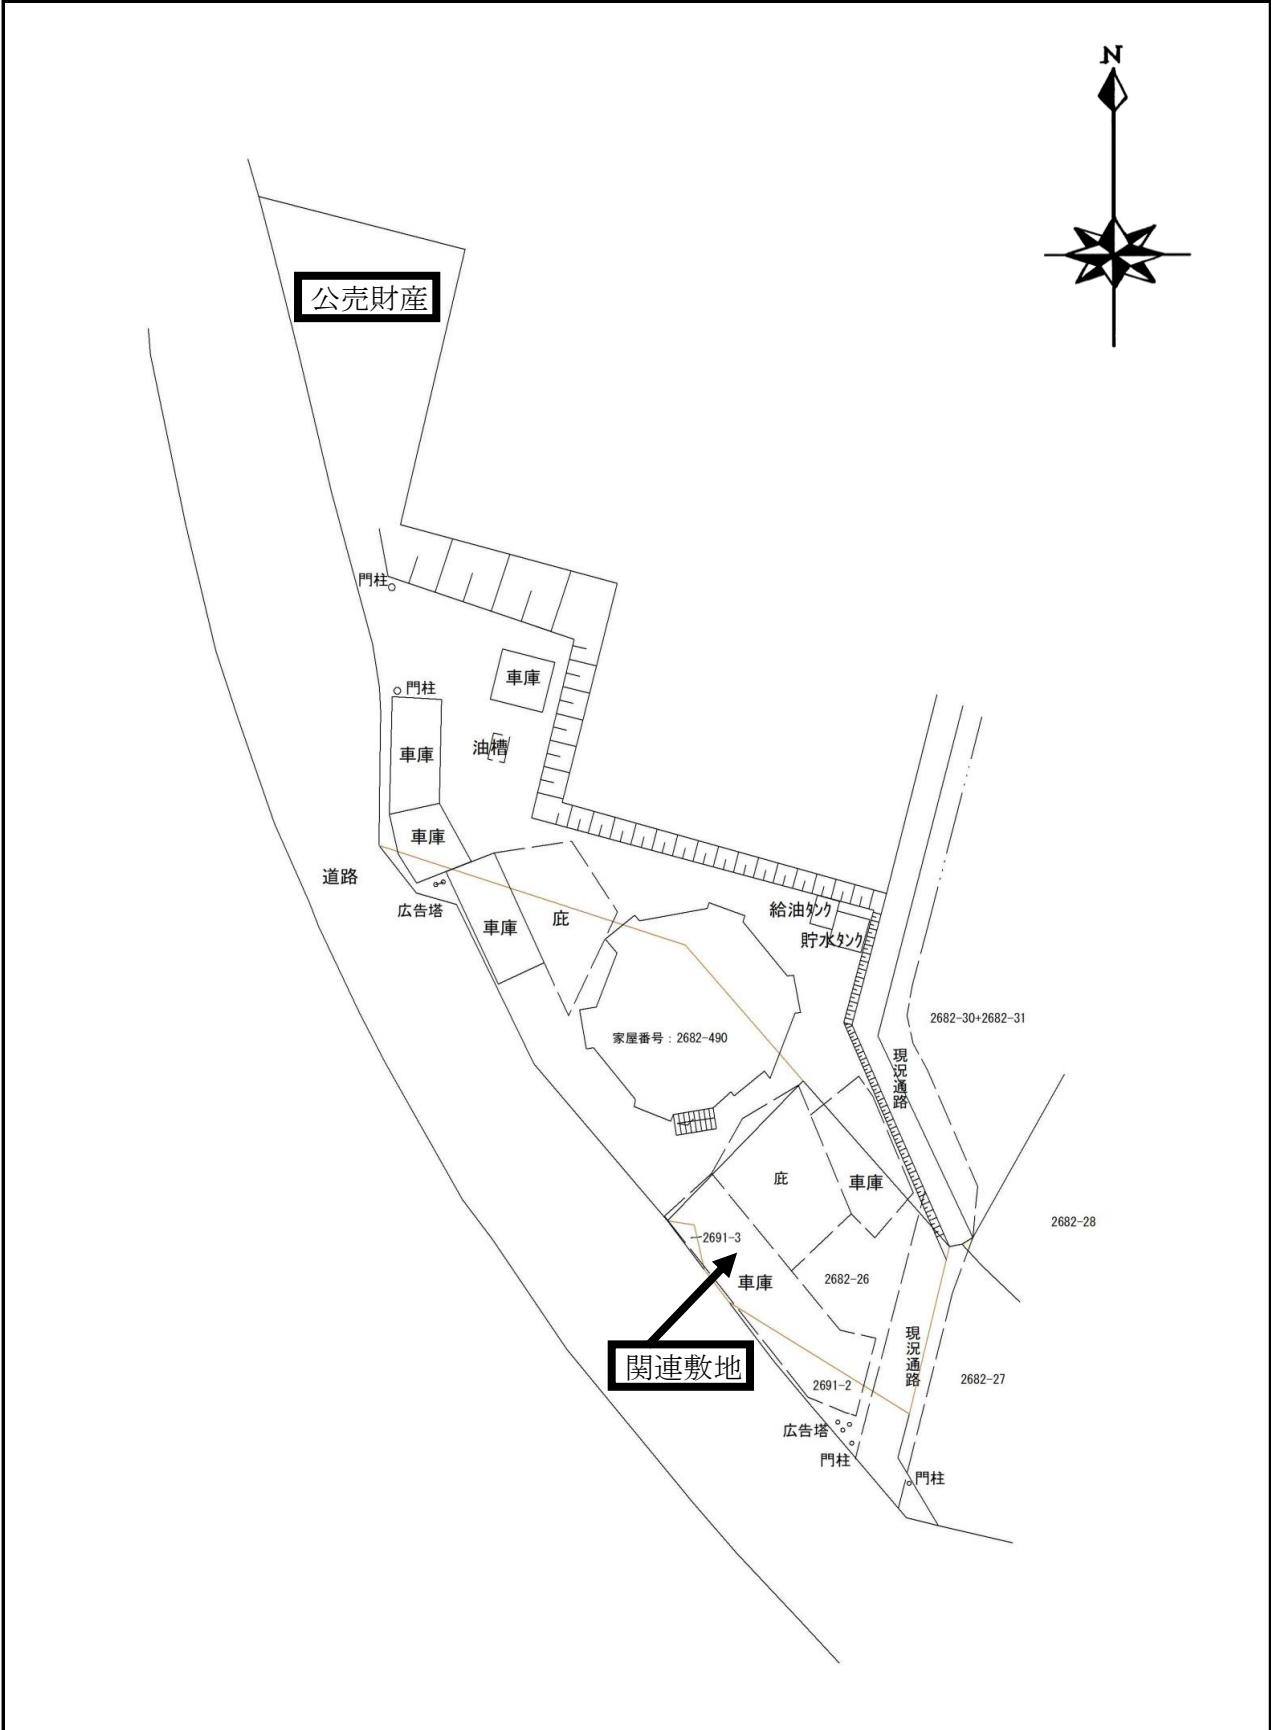 N
公売財産
門柱
車庫
門柱
車庫
油槽
車庫
道路
広告塔
車庫
庇
給油タンク
貯水タンク
2682-30+2682-31
家屋番号：2682-490
現況通路
庇
車庫
2682-28
2691-3
車庫
2682-26
関連敷地
現況通路
2682-27
2691-2
広告塔
門柱
門柱